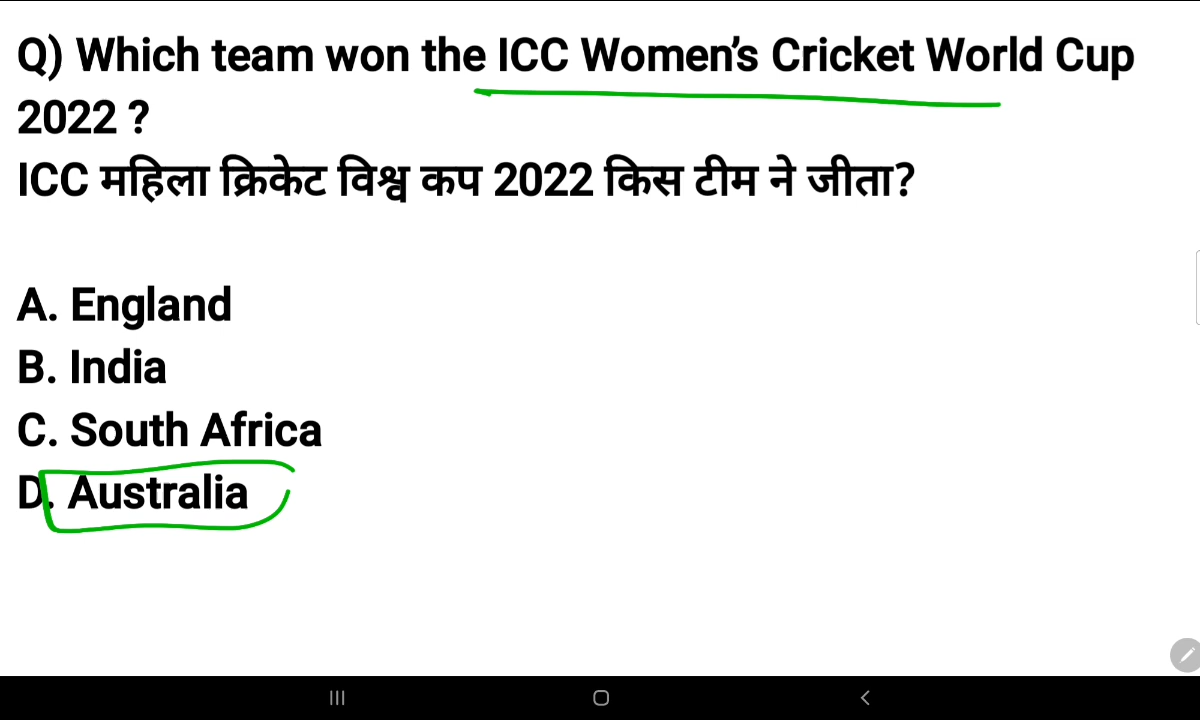 Q) Which team won the ICC Women's Cricket World Cup
2022 ?
ICC महिला क्रिकेट विश्व कप 2022 किस टीम ने जीता?
A. England
B. India
C. South Africa
D. Australia